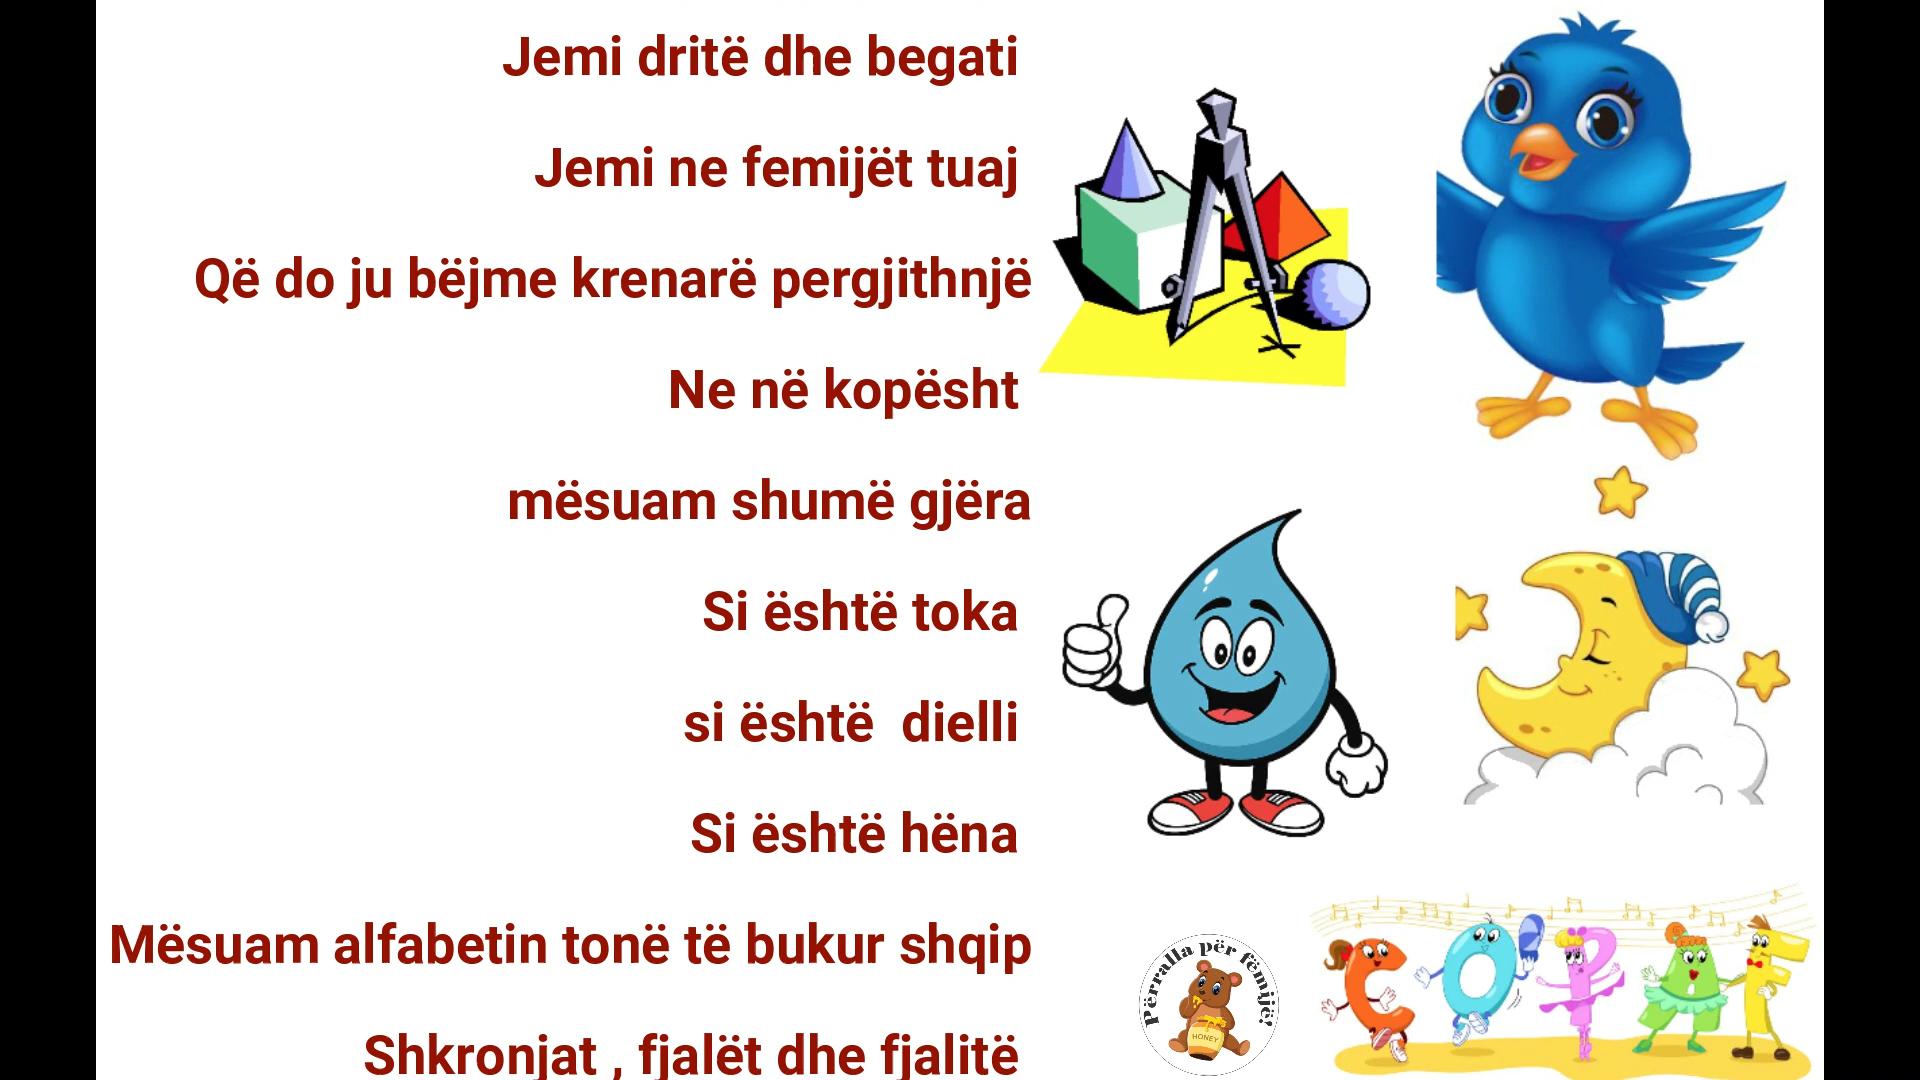 Jemi dritë dhe begati
Jemi ne femijët tuaj
Që do ju bëjme krenarë pergjithnjë
Ne në kopësht
mësuam shumë gjëra
Si është toka
si është  dielli
Si është hëna
Mësuam alfabetin tonë të bukur shqip
Shkronjat , fjalët dhe fjalitë
Përralla për fëmijë!
HONEY
C O P A F